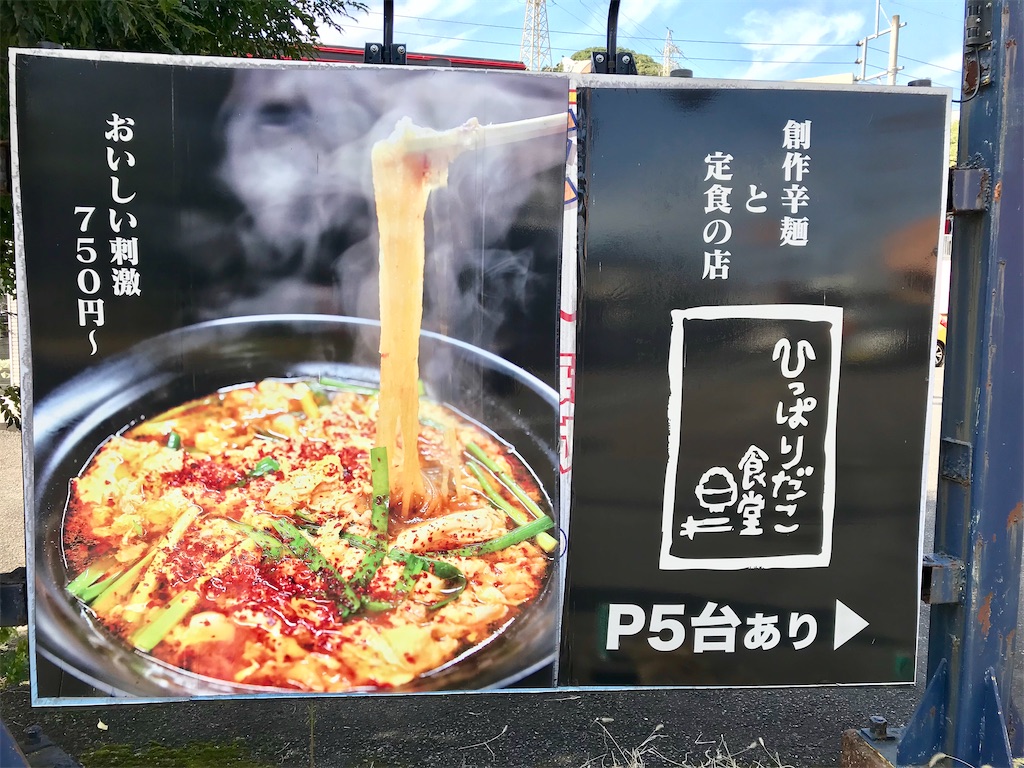 おいしい刺激
750円～
創作辛麺
と
定食の店
ひっぱりだこ
食堂
P5台あり